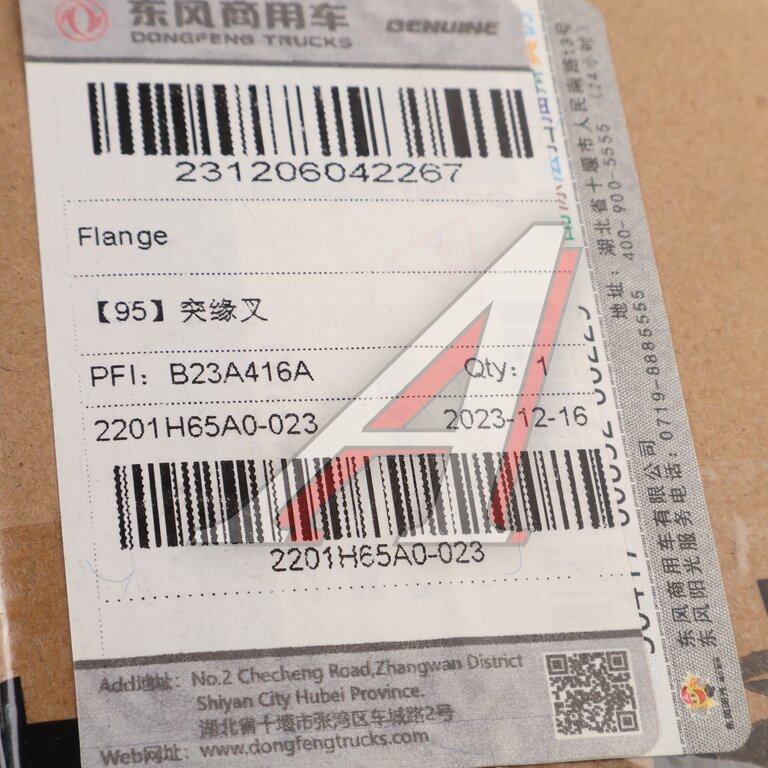 东风商用车
DONGFENG TRUCKS
GENUINE
231206042267
Flange
【95】突缘叉
PFI：B23A416A
Qty：1
2201H65A0-023
2023-12-16
2201H65A0-023
Add地址：No.2 Checheng Road,Zhangwan District
Shiyan City Hubei Province.
湖北省十堰市张湾区车城路2号
Web网址：www.dongfengtrucks.com
东风商用车有限公司
地址：湖北省十堰市人民南路13号
东风阳光服务电话：0719-8885555
400-900-5555（24小时）